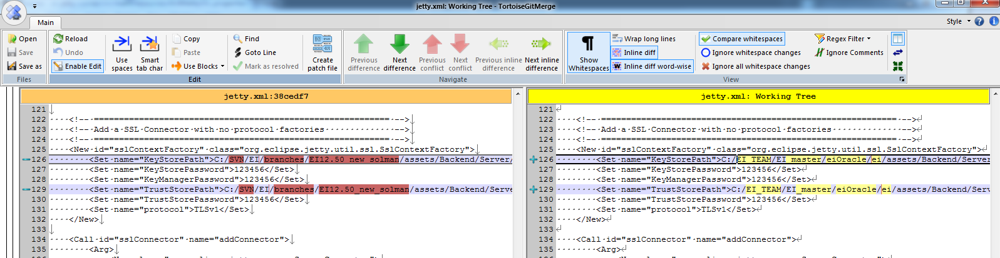 jetty.xml: Working Tree - TortoiseGitMerge
Main
Style
Open
Save
Save as
Files
Reload
Undo
Enable Edit
Use spaces
Smart tab char
Copy
Paste
Use Blocks
Find
Goto Line
Mark as resolved
Create patch file
Edit
Previous difference
Next difference
Previous conflict
Next conflict
Previous inline difference
Next inline difference
Navigate
Show Whitespaces
Wrap long lines
Inline diff
Inline diff word-wise
Compare whitespaces
Ignore whitespace changes
Ignore all whitespace changes
Regex Filter
Ignore Comments
View
jetty.xml:38cedf7
121
122 <!-- ============================================================ -->
123 <!-- Add a SSL Connector with no protocol factories -->
124 <!-- ============================================================ -->
125 <New id="sslContextFactory" class="org.eclipse.jetty.util.ssl.SslContextFactory">
126 <Set name="KeyStorePath">C:/SVN/EI/branches/EI12.50_new_solman/assets/Backend/Server/
127 <Set name="KeyStorePassword">123456</Set>
128 <Set name="KeyManagerPassword">123456</Set>
129 <Set name="TrustStorePath">C:/SVN/EI/branches/EI12.50_new_solman/assets/Backend/Serve
130 <Set name="TrustStorePassword">123456</Set>
131 <Set name="protocol">TLSv1</Set>
132 </New>
133
134 <Call id="sslConnector" name="addConnector">
135 <Arg>
jetty.xml: Working Tree
121
122 <!-- ============================================================ -->
123 <!-- Add a SSL Connector with no protocol factories -->
124 <!-- ============================================================ -->
125 <New id="sslContextFactory" class="org.eclipse.jetty.util.ssl.SslContextFactory">
126 <Set name="KeyStorePath">C:/EI_TEAM/EI_master/eiOracle/ei/assets/Backend/Server
127 <Set name="KeyStorePassword">123456</Set>
128 <Set name="KeyManagerPassword">123456</Set>
129 <Set name="TrustStorePath">C:/EI_TEAM/EI_master/eiOracle/ei/assets/Backend/Serv
130 <Set name="TrustStorePassword">123456</Set>
131 <Set name="protocol">TLSv1</Set>
132 </New>
133
134 <Call id="sslConnector" name="addConnector">
135 <Arg>